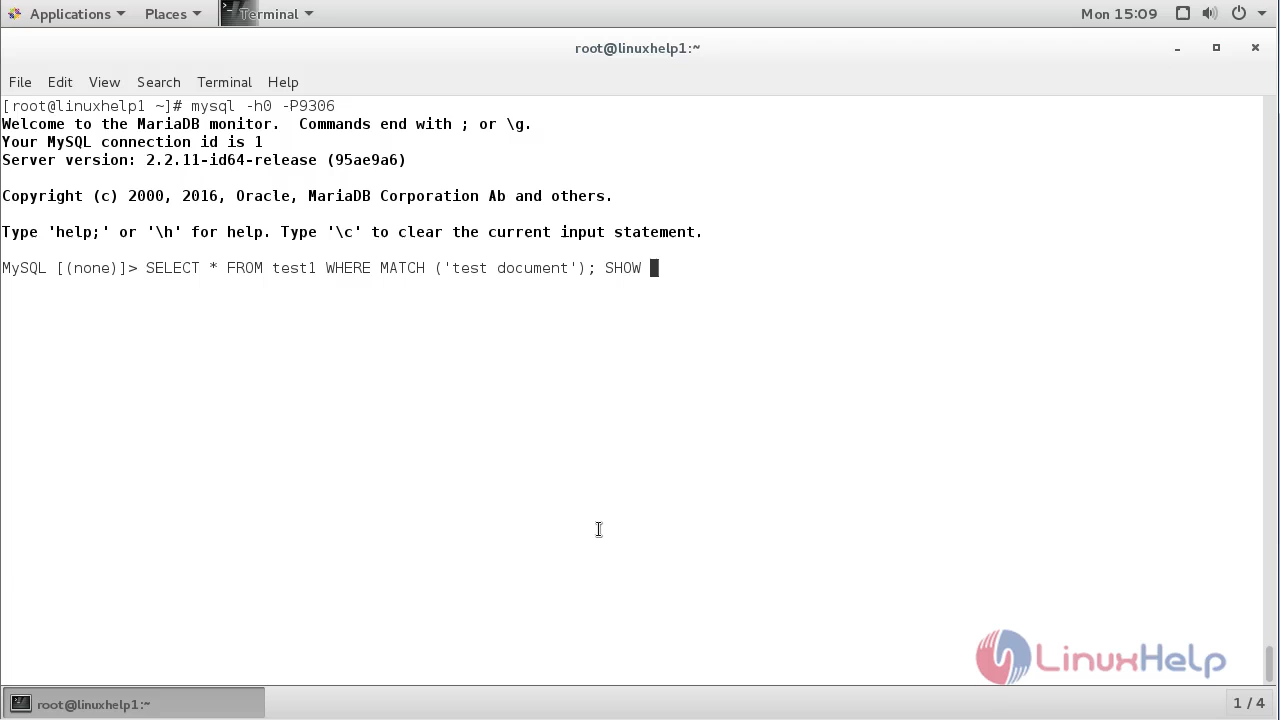 Applications Places Terminal Mon 15:09
root@linuxhelp1:~
File Edit View Search Terminal Help
[root@linuxhelp1 ~]# mysql -h0 -P9306
Welcome to the MariaDB monitor.  Commands end with ; or \g.
Your MySQL connection id is 1
Server version: 2.2.11-id64-release (95ae9a6)
Copyright (c) 2000, 2016, Oracle, MariaDB Corporation Ab and others.
Type 'help;' or '\h' for help. Type '\c' to clear the current input statement.
MySQL [(none)]> SELECT * FROM test1 WHERE MATCH ('test document'); SHOW
LinuxHelp
root@linuxhelp1:~ 1 / 4